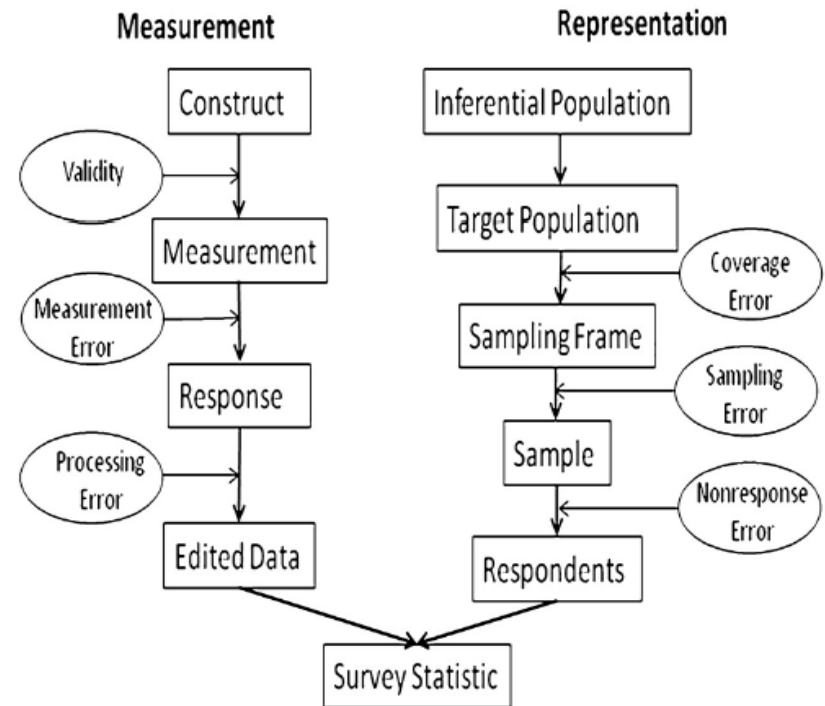 Measurement
Construct
Validity
Measurement
Measurement
Error
Response
Processing
Error
Edited Data
Representation
Inferential Population
Target Population
Coverage
Error
Sampling Frame
Sampling
Error
Sample
Nonresponse
Error
Respondents
Survey Statistic